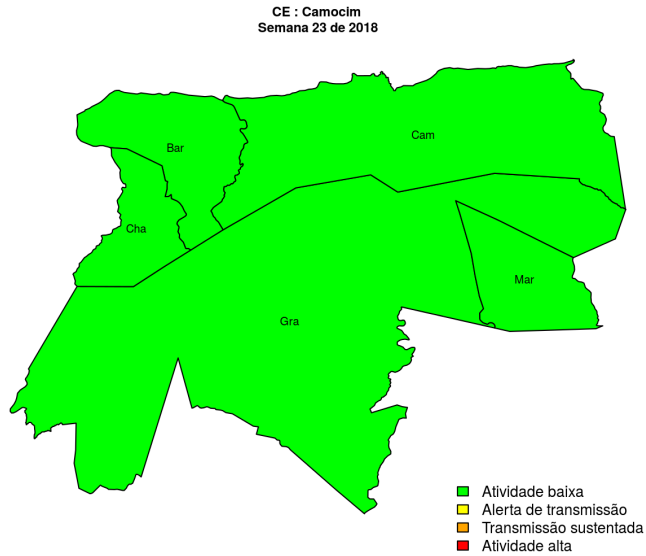 CE : Camocim
Semana 23 de 2018
Bar
Cam
Cha
Mar
Gra
Atividade baixa
Alerta de transmissão
Transmissão sustentada
Atividade alta